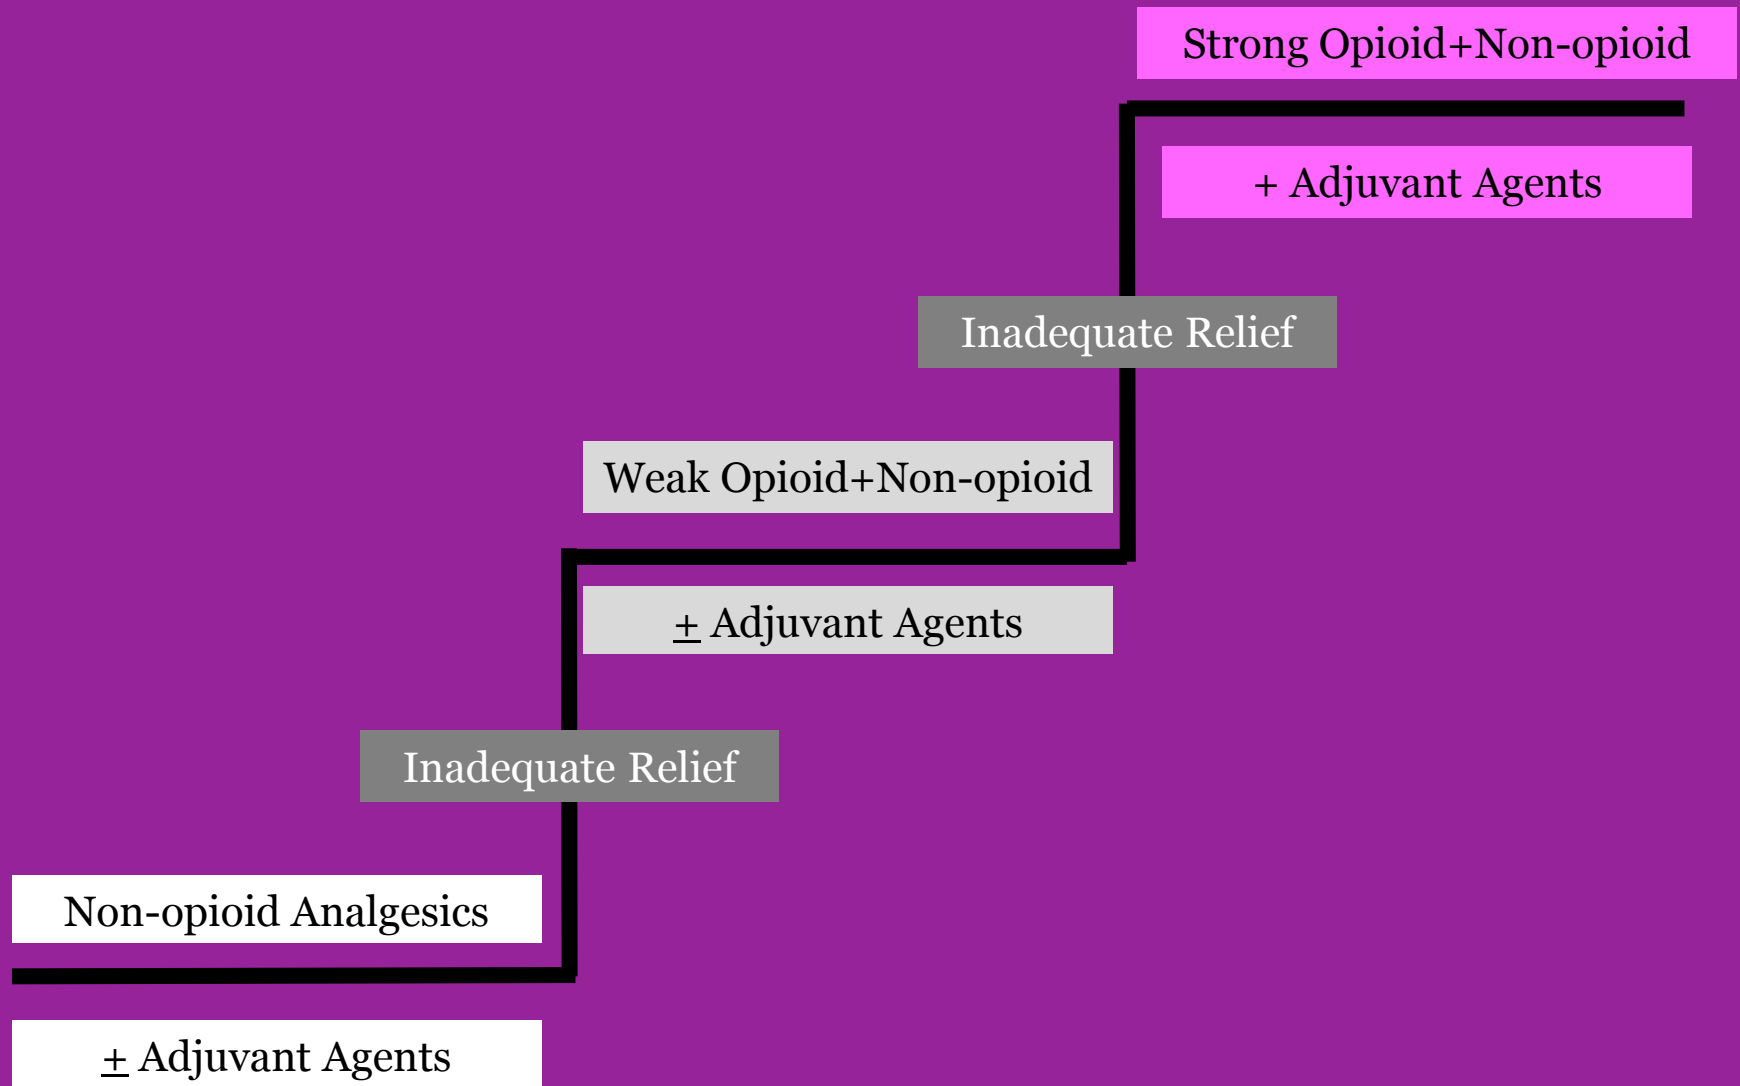 Strong Opioid+Non-opioid
+ Adjuvant Agents
Inadequate Relief
Weak Opioid+Non-opioid
± Adjuvant Agents
Inadequate Relief
Non-opioid Analgesics
± Adjuvant Agents